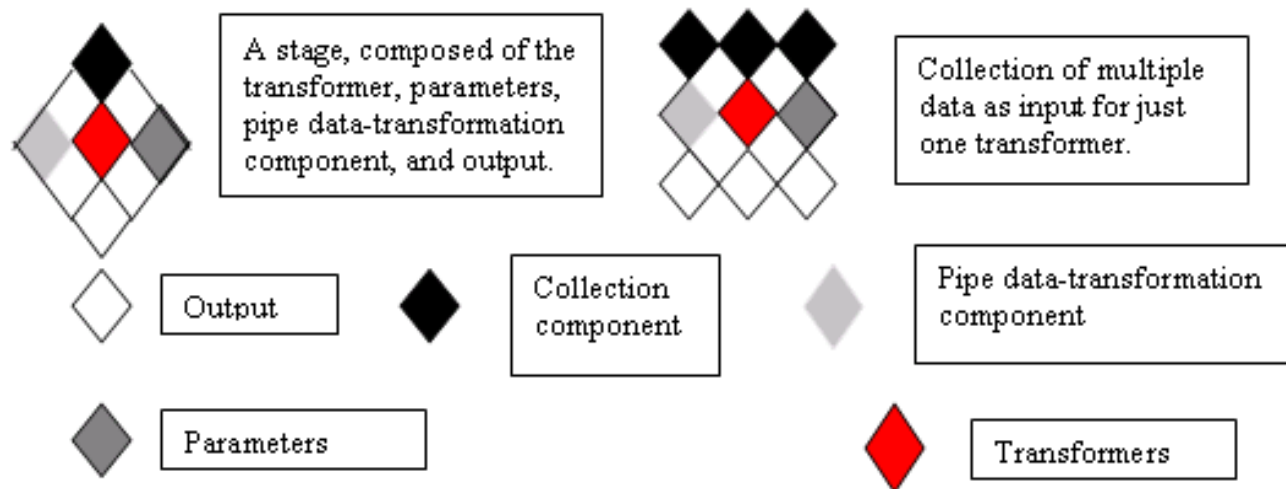 A stage, composed of the
transformer, parameters,
pipe data-transformation
component, and output.
Collection of multiple
data as input for just
one transformer.
Output
Collection
component
Pipe data-transformation
component
Parameters
Transformers